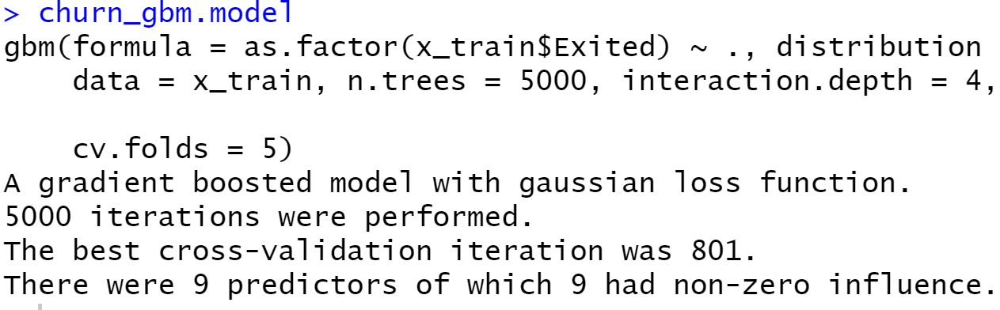 > churn_gbm.model
gbm(formula = as.factor(x_train$Exited) ~ ., distribution
    data = x_train, n.trees = 5000, interaction.depth = 4,
    cv.folds = 5)
A gradient boosted model with gaussian loss function.
5000 iterations were performed.
The best cross-validation iteration was 801.
There were 9 predictors of which 9 had non-zero influence.